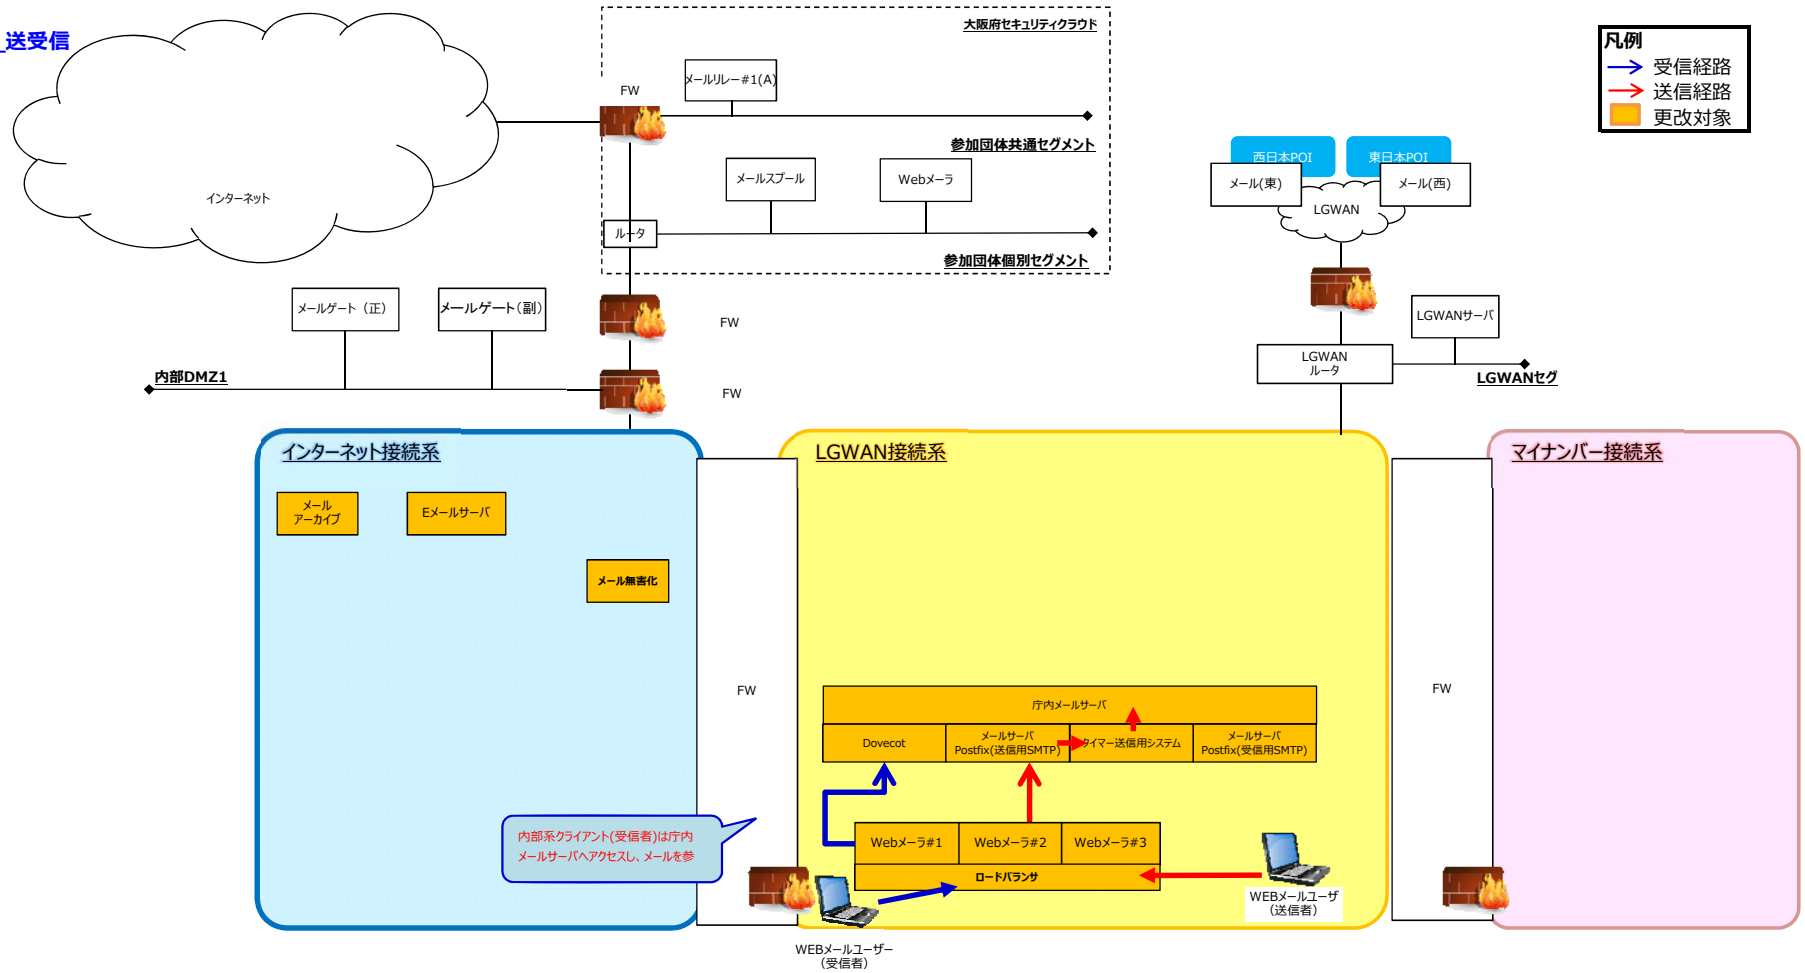 _送受信
大阪府セキュリティクラウド
凡例
受信経路
送信経路
更改対象
FW
メールリレー#1(A)
参加団体共通セグメント
メールスプール
Webメーラ
インターネット
ルータ
参加団体個別セグメント
西日本POI
東日本POI
メール(東)
メール(西)
LGWAN
メールゲート（正）
メールゲート（副）
FW
LGWANサーバ
LGWAN
ルータ
LGWANセグ
内部DMZ1
FW
インターネット接続系
LGWAN接続系
マイナンバー接続系
メール
アーカイブ
Eメールサーバ
メール無害化
FW
FW
庁内メールサーバ
Dovecot
メールサーバ
Postfix(送信用SMTP)
タイマー送信用システム
メールサーバ
Postfix(受信用SMTP)
内部系クライアント(受信者)は庁内
メールサーバへアクセスし、メールを参
Webメーラ#1
Webメーラ#2
Webメーラ#3
ロードバランサ
WEBメールユーザ
（送信者）
WEBメールユーザー
（受信者）